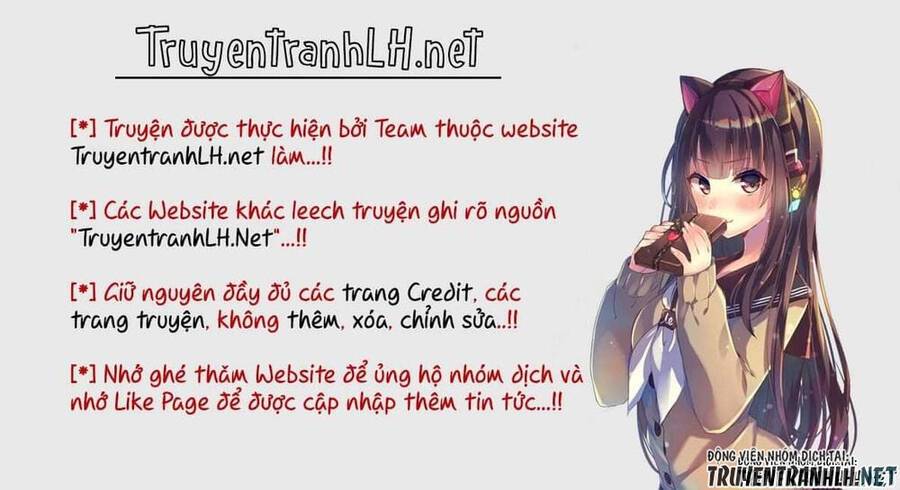 TruyentranhLH.net
[*] Truyện được thực hiện bởi Team thuộc website
TruyentranhLH.net làm...!!
[*] Các Website khác leech truyện ghi rõ nguồn
"TruyentranhLH.Net"...!!
[*] Giữ nguyên đầy đủ các trang Credit, các
trang truyện, không thêm, xóa, chỉnh sửa..!!
[*] Nhớ ghé thăm Website để ủng hộ nhóm dịch và
nhớ Like Page để được cập nhập thêm tin tức...!!
ĐỘNG VIÊN NHÓM DỊCH TẠI:
TRUYENTRANHLH.NET